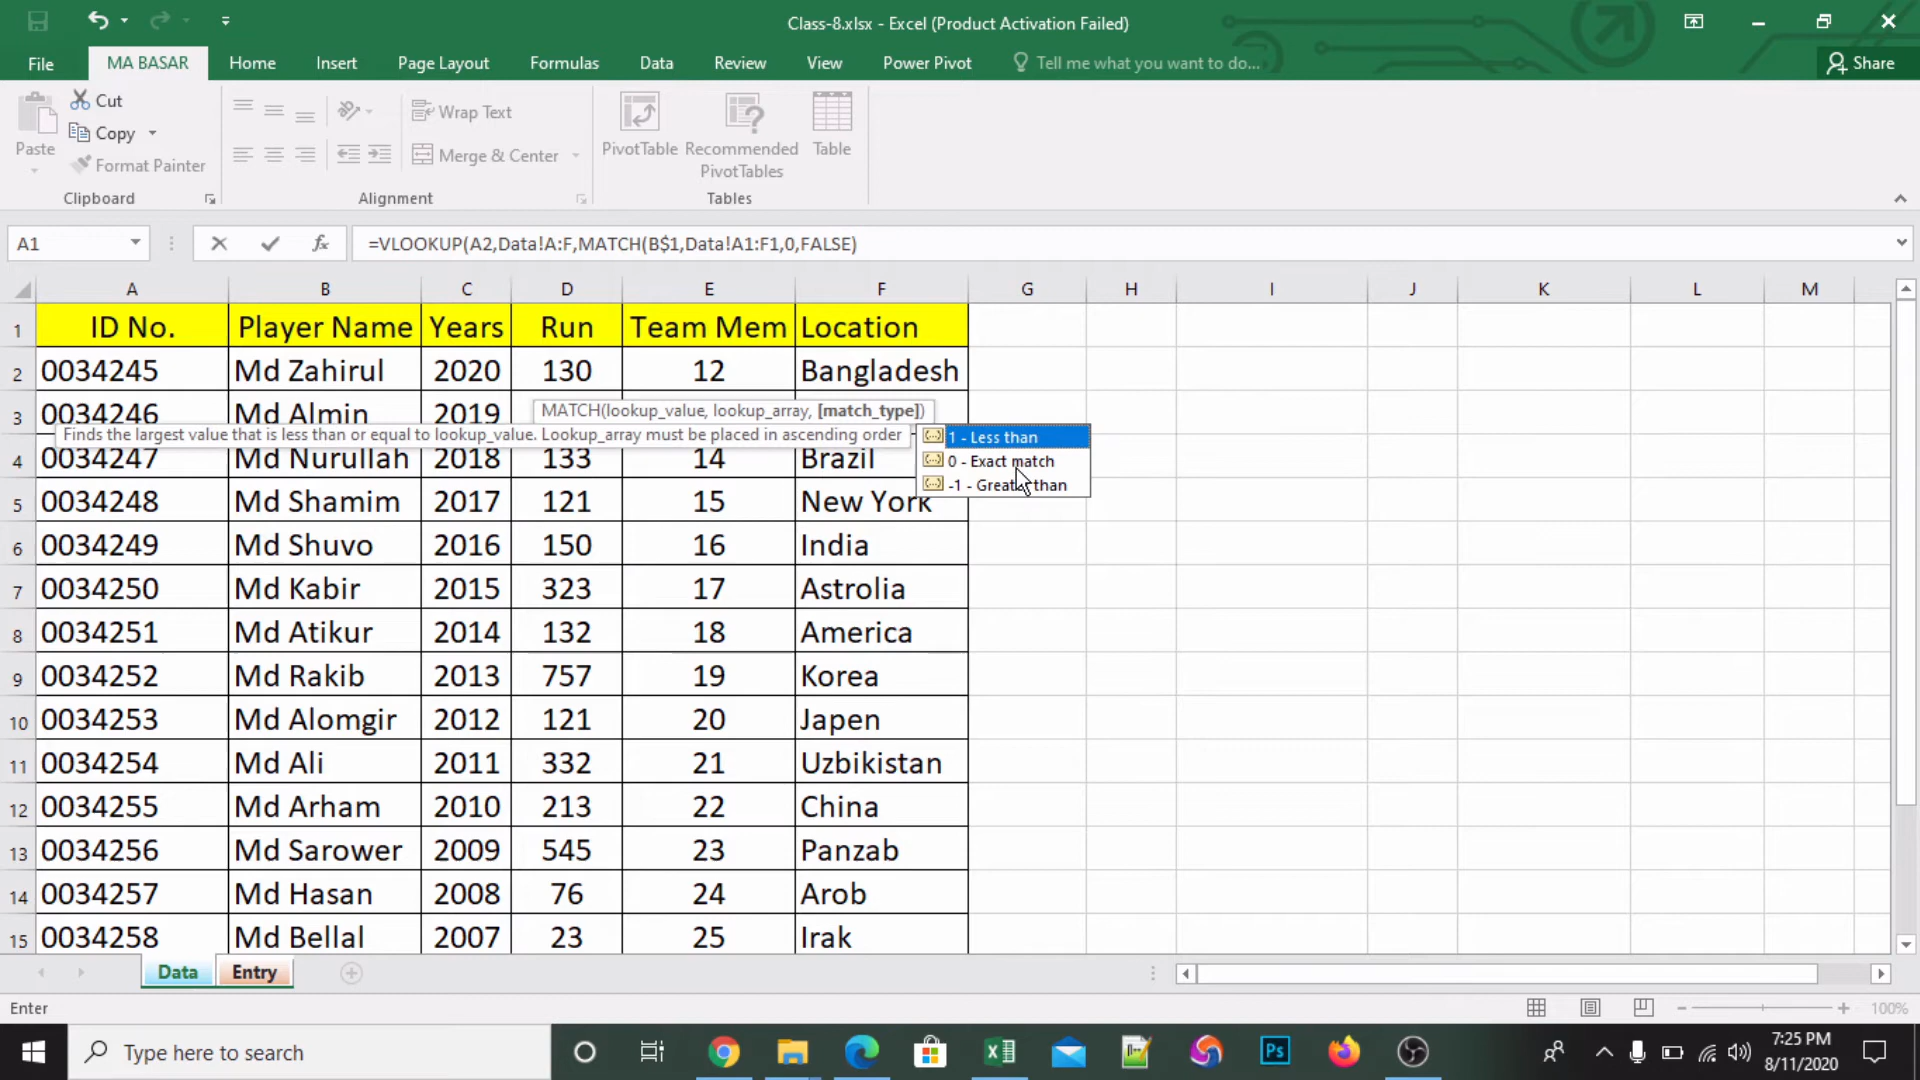 Class-8.xlsx - Excel (Product Activation Failed)
File MA BASAR Home Insert Page Layout Formulas Data Review View Power Pivot Tell me what you want to do... Share
Paste Cut Copy Format Painter
Clipboard
Wrap Text
Merge & Center
Alignment
PivotTable Recommended PivotTables Table
Tables
A1 fx =VLOOKUP(A2,Data!A:F,MATCH(B$1,Data!A1:F1,0,FALSE)
A B C D E F G H I J K L M
1 ID No. Player Name Years Run Team Mem Location
2 0034245 Md Zahirul 2020 130 12 Bangladesh
3 0034246 Md Almin 2019
MATCH(lookup_value, lookup_array, [match_type])
Finds the largest value that is less than or equal to lookup_value. Lookup_array must be placed in ascending order
(...) 1 - Less than
(...) 0 - Exact match
(...) -1 - Greater than
4 0034247 Md Nurullah 2018 133 14 Brazil
5 0034248 Md Shamim 2017 121 15 New York
6 0034249 Md Shuvo 2016 150 16 India
7 0034250 Md Kabir 2015 323 17 Astrolia
8 0034251 Md Atikur 2014 132 18 America
9 0034252 Md Rakib 2013 757 19 Korea
10 0034253 Md Alomgir 2012 121 20 Japen
11 0034254 Md Ali 2011 332 21 Uzbikistan
12 0034255 Md Arham 2010 213 22 China
13 0034256 Md Sarower 2009 545 23 Panzab
14 0034257 Md Hasan 2008 76 24 Arob
15 0034258 Md Bellal 2007 23 25 Irak
Data Entry
Enter 100%
Type here to search
Ps
7:25 PM
8/11/2020